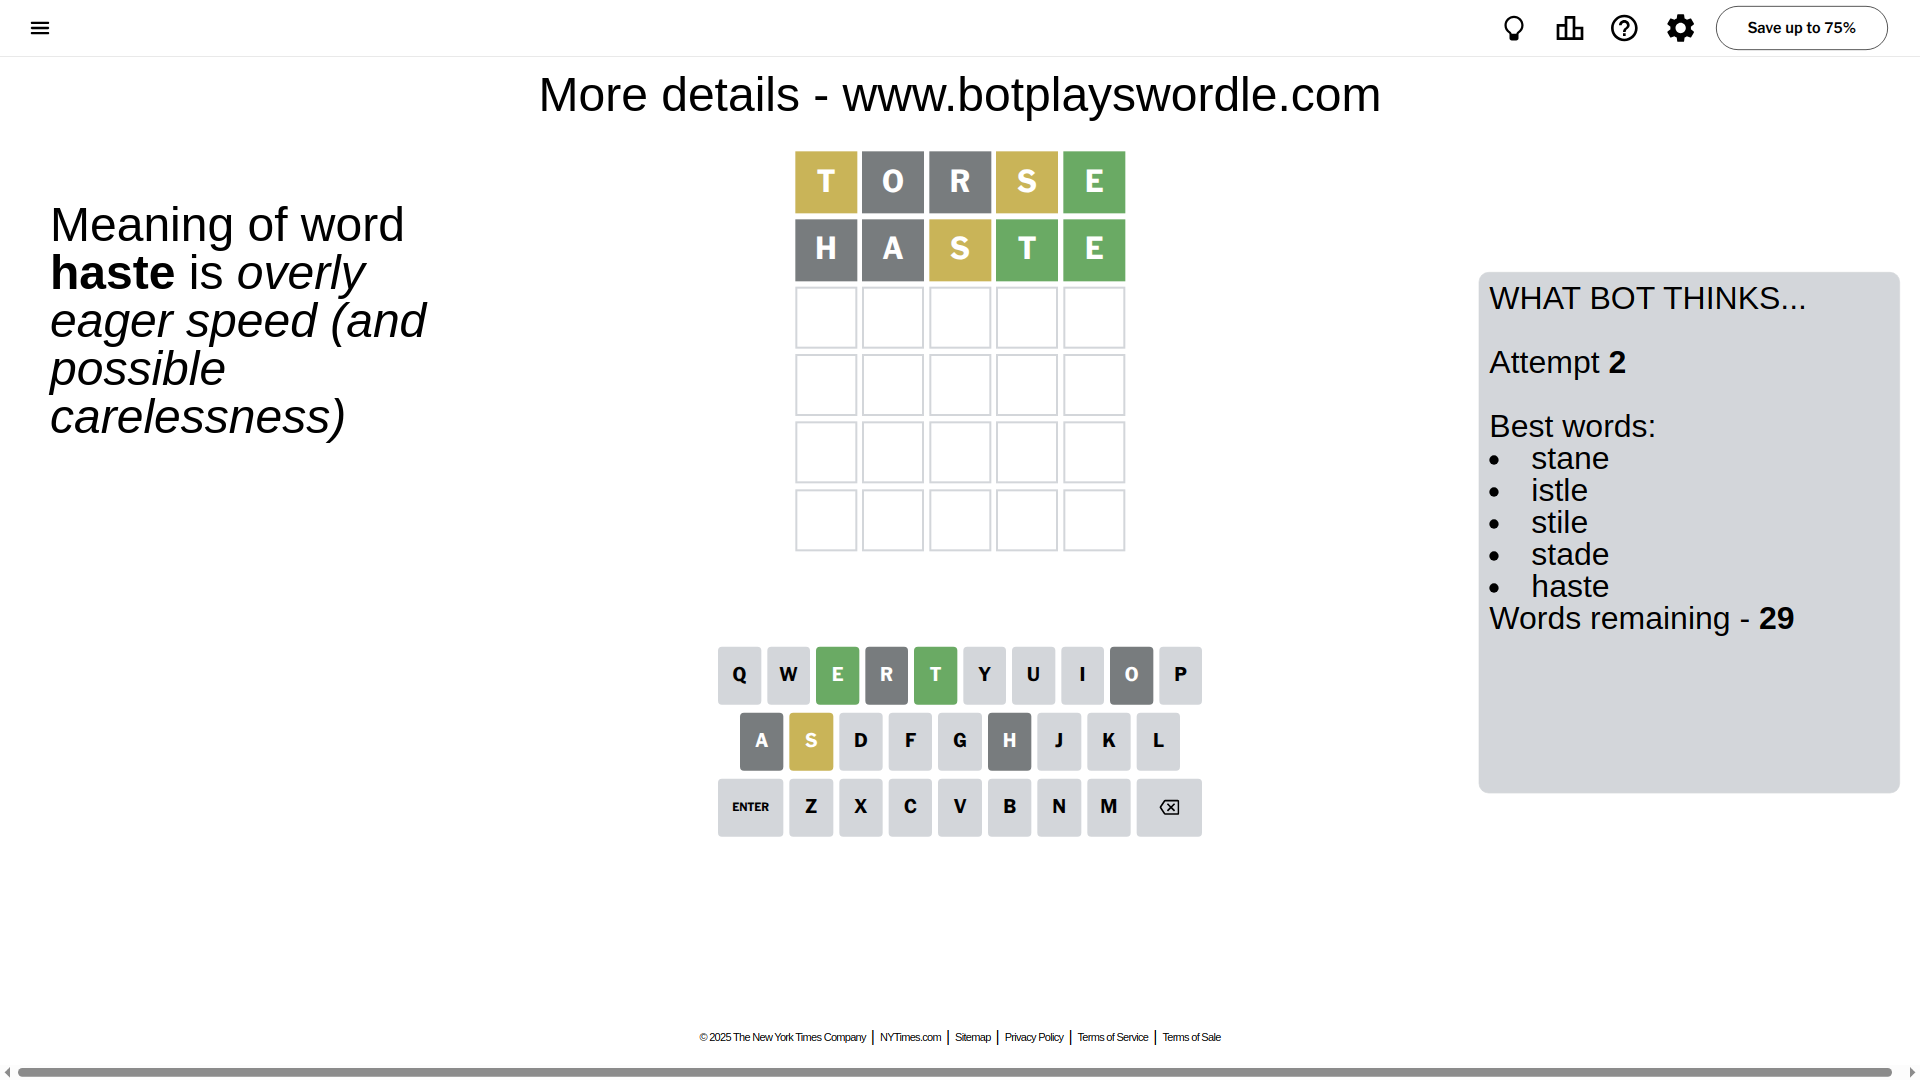 Save up to 75%
More details - www.botplayswordle.com
Meaning of word
haste is overly
eager speed (and
possible
carelessness)
T O R S E
H A S T E
WHAT BOT THINKS...
Attempt 2
Best words:
• stane
• istle
• stile
• stade
• haste
Words remaining - 29
Q W E R T Y U I O P
A S D F G H J K L
ENTER Z X C V B N M
© 2025 The New York Times Company | NYTimes.com | Sitemap | Privacy Policy | Terms of Service | Terms of Sale